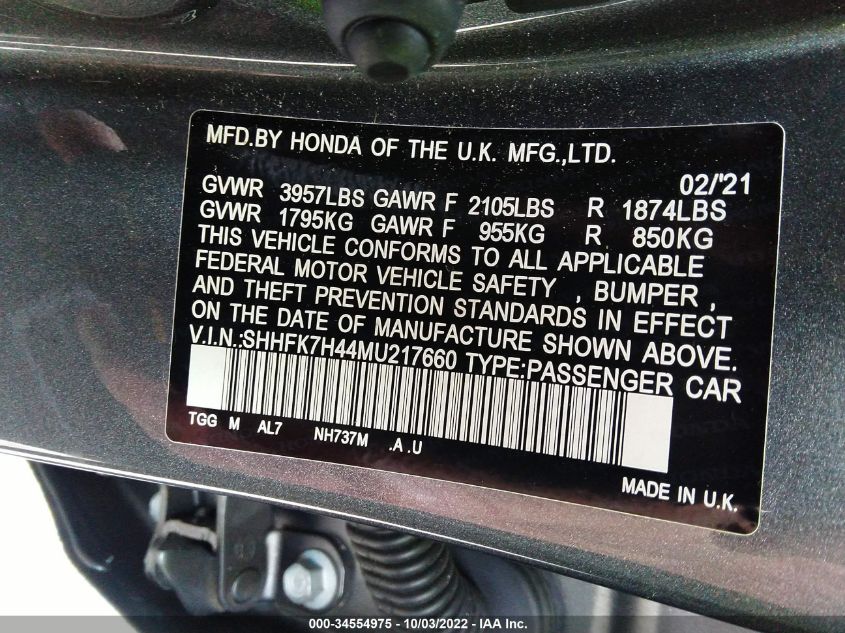 MFD.BY HONDA OF THE U.K. MFG.,LTD.
02/'21
GVWR 3957LBS GAWR F 2105LBS R 1874LBS
GVWR 1795KG GAWR F 955KG R 850KG
THIS VEHICLE CONFORMS TO ALL APPLICABLE
FEDERAL MOTOR VEHICLE SAFETY , BUMPER ,
AND THEFT PREVENTION STANDARDS IN EFFECT
ON THE DATE OF MANUFACTURE SHOWN ABOVE.
V.I.N.:SHHFK7H44MU217660 TYPE:PASSENGER CAR
TGG M AL7 NH737M .A .U
MADE IN U.K.
000-34554975 - 10/03/2022 - IAA Inc.